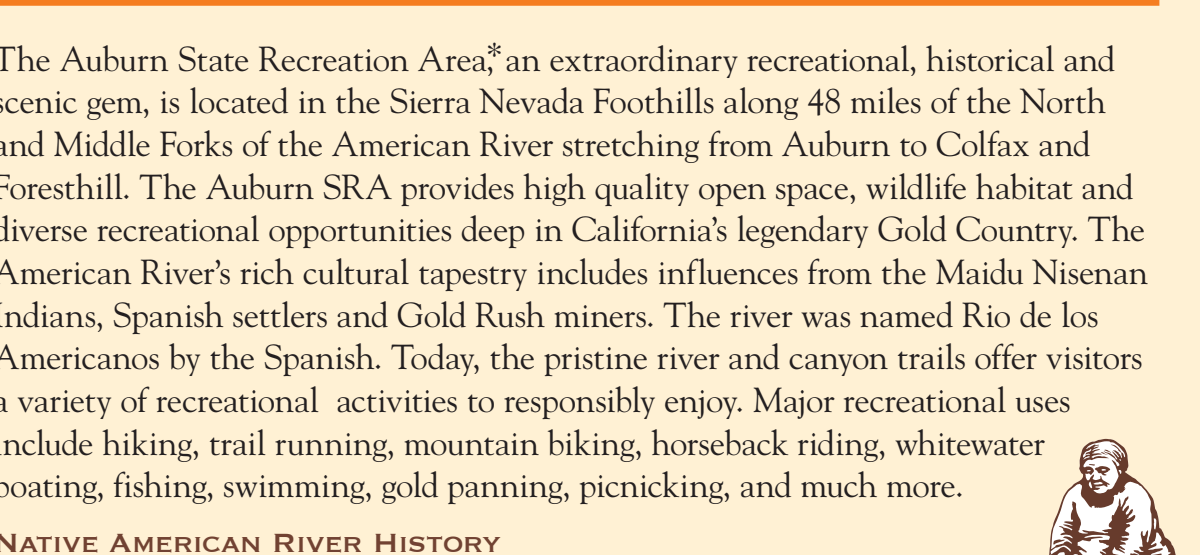 The Auburn State Recreation Area,* an extraordinary recreational, historical and
scenic gem, is located in the Sierra Nevada Foothills along 48 miles of the North
and Middle Forks of the American River stretching from Auburn to Colfax and
Foresthill. The Auburn SRA provides high quality open space, wildlife habitat and
diverse recreational opportunities deep in California's legendary Gold Country. The
American River's rich cultural tapestry includes influences from the Maidu Nisenan
Indians, Spanish settlers and Gold Rush miners. The river was named Rio de los
Americanos by the Spanish. Today, the pristine river and canyon trails offer visitors
a variety of recreational  activities to responsibly enjoy. Major recreational uses
include hiking, trail running, mountain biking, horseback riding, whitewater
boating, fishing, swimming, gold panning, picnicking, and much more.
Native American River History